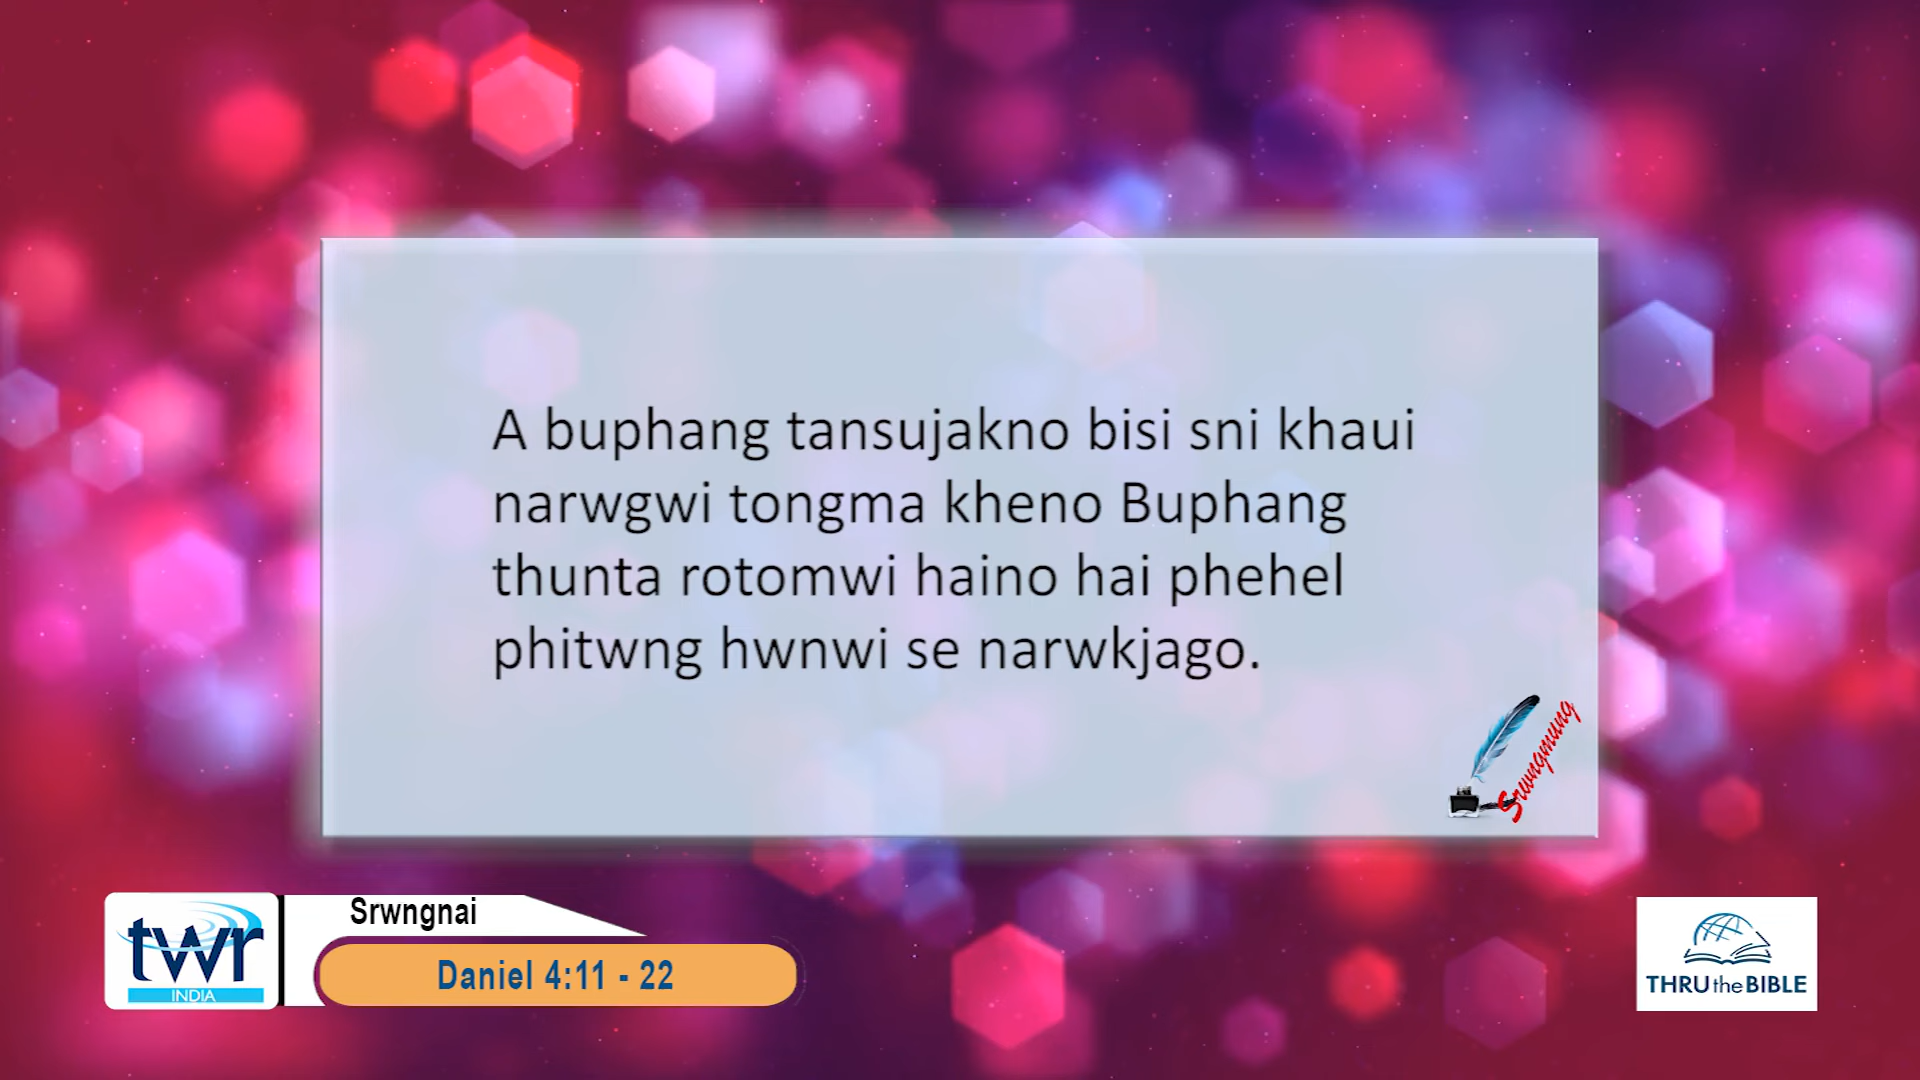 A buphang tansujakno bisi sni khaui
narwgwi tongma kheno Buphang
thunta rotomwi haino hai phehel
phitwng hwnwi se narwkjago.
Srwngmung
twr
INDIA
Srwngnai
Daniel 4:11 - 22
THRU the BIBLE